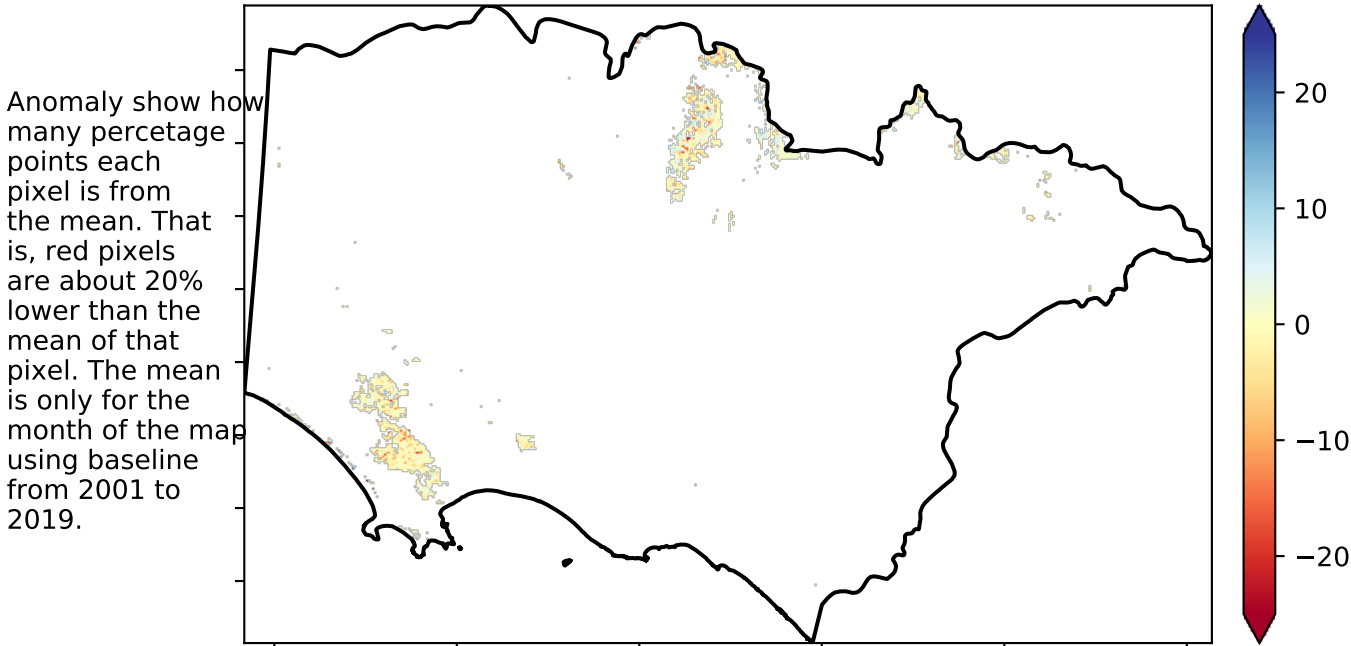 Anomaly show how
many percetage
points each
pixel is from
the mean. That
is, red pixels
are about 20%
lower than the
mean of that
pixel. The mean
is only for the
month of the map
using baseline
from 2001 to
2019.
20
10
0
−10
−20